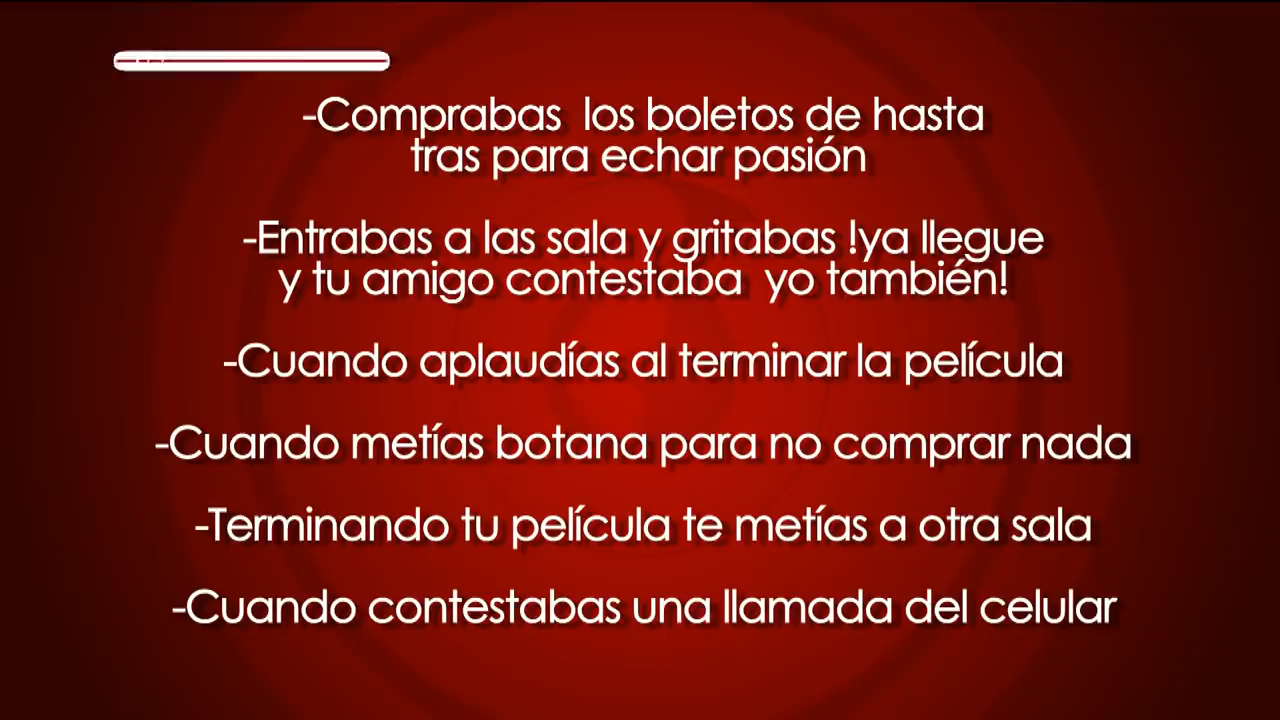 -Comprabas los boletos de hasta
tras para echar pasión
-Entrabas a las sala y gritabas !ya llegue
y tu amigo contestaba yo también!
-Cuando aplaudías al terminar la película
-Cuando metías botana para no comprar nada
-Terminando tu película te metías a otra sala
-Cuando contestabas una llamada del celular